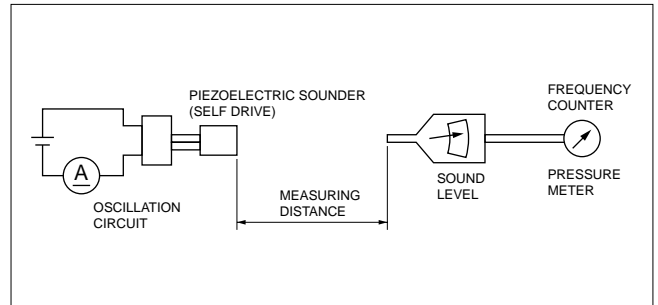 PIEZOELECTRIC SOUNDER
(SELF DRIVE)
A
OSCILLATION
CIRCUIT
MEASURING
DISTANCE
SOUND
LEVEL
FREQUENCY
COUNTER
PRESSURE
METER